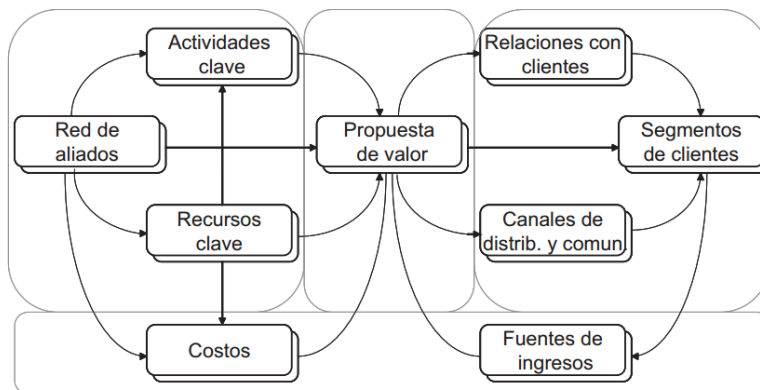 Actividades
clave
Relaciones con
clientes
Red de
aliados
Propuesta
de valor
Segmentos
de clientes
Recursos
clave
Canales de
distrib. y comun.
Costos
Fuentes de
ingresos